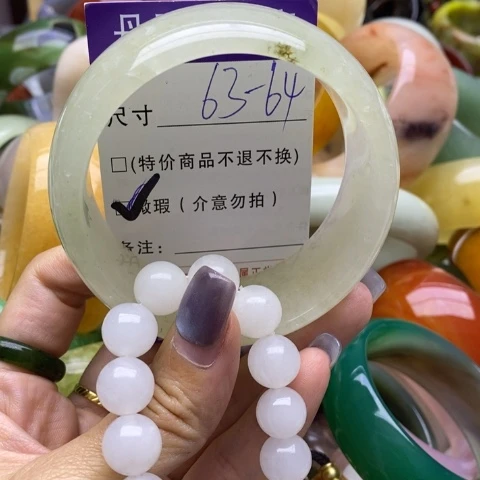 尺寸 63-64
□(特价商品不退不换)
微瑕(介意勿拍)
备注: